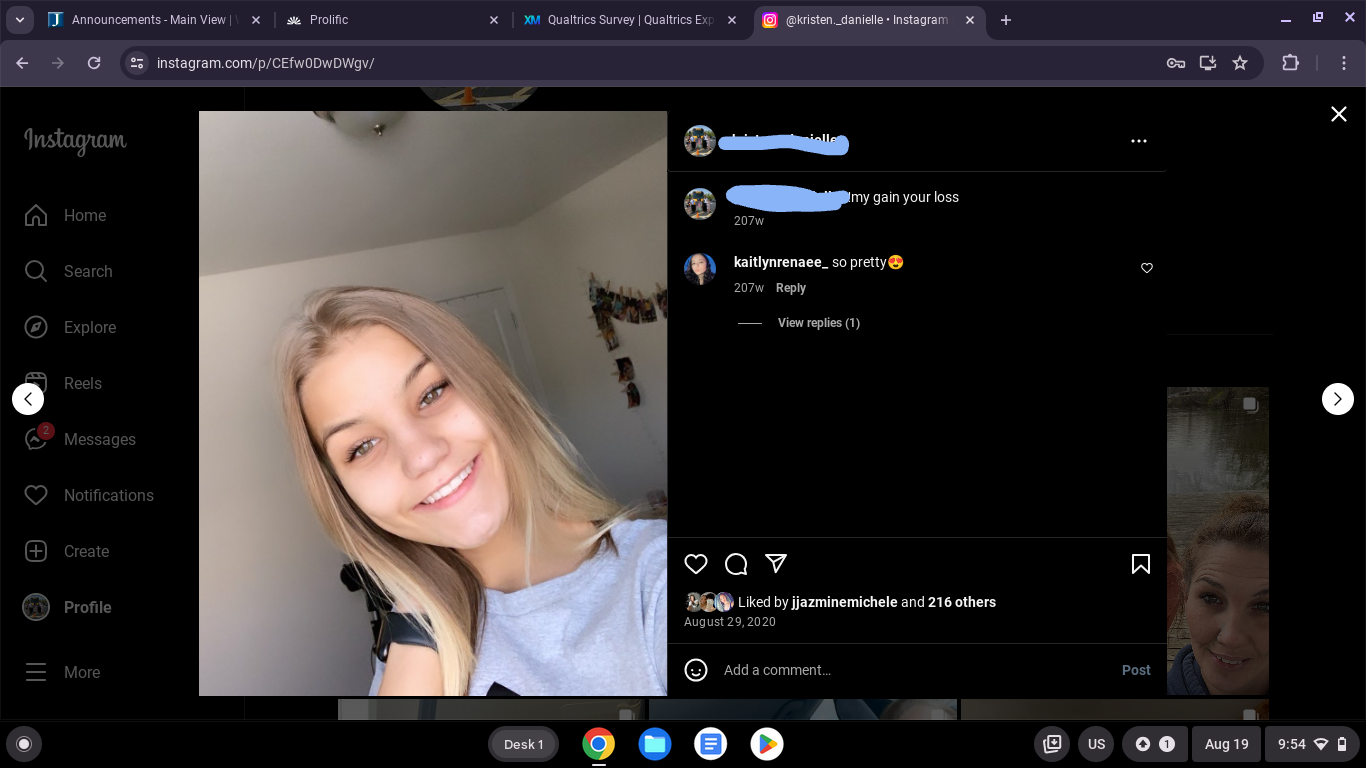 Announcements - Main View |
Prolific
XM Qualtrics Survey | Qualtrics Exp
@kristen._danielle • Instagram
instagram.com/p/CEfw0DwDWgv/
Instagram
Home
Search
Explore
Reels
2
Messages
Notifications
Create
Profile
More
my gain your loss
207w
kaitlynrenaee_ so pretty😍
207w Reply
View replies (1)
Liked by jjazminemichele and 216 others
August 29, 2020
Add a comment...
Post
Desk 1
US
1
Aug 19
9:54